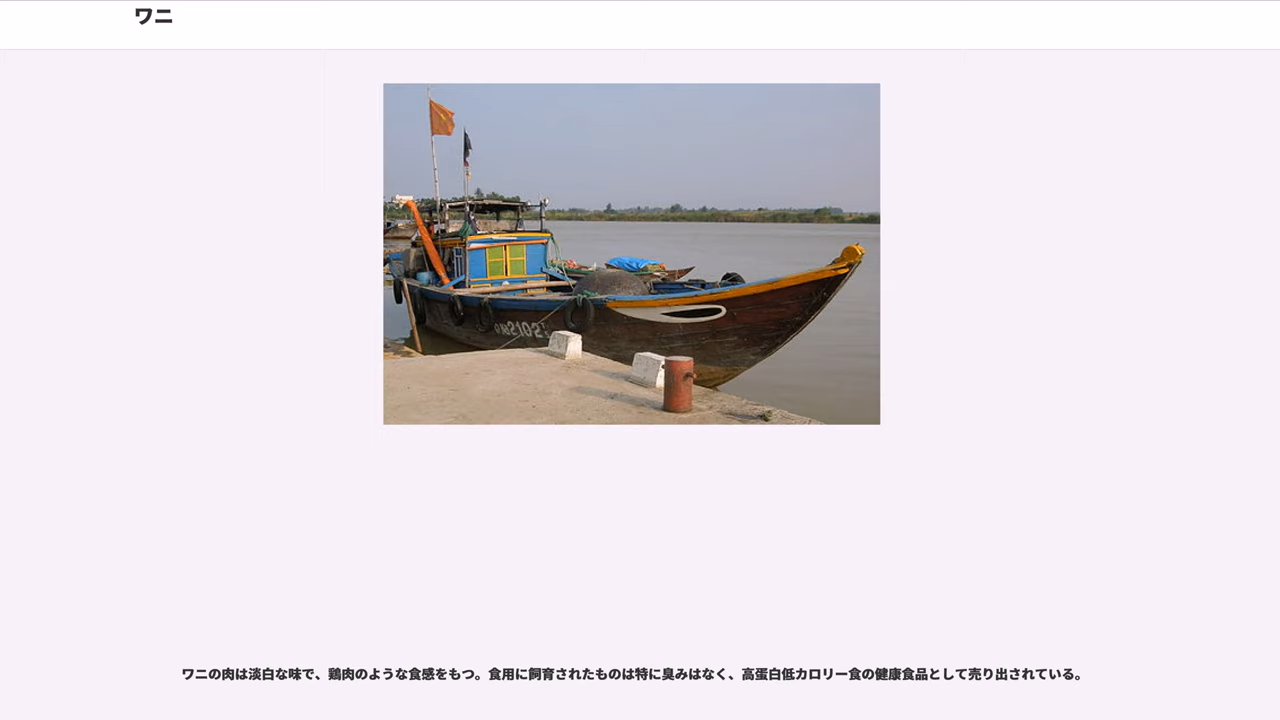 ワニ
2102
ワニの肉は淡白な味で、鶏肉のような食感をもつ。食用に飼育されたものは特に臭みはなく、高蛋白低カロリー食の健康食品として売り出されている。